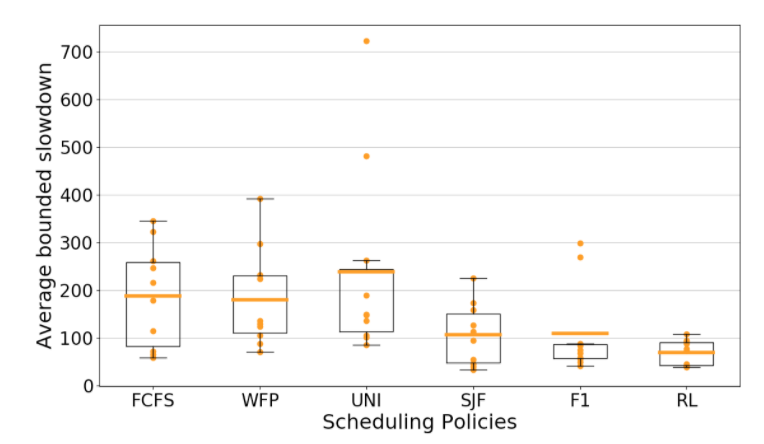 Average bounded slowdown
700
600
500
400
300
200
100
0
FCFS WFP UNI SJF F1 RL
Scheduling Policies